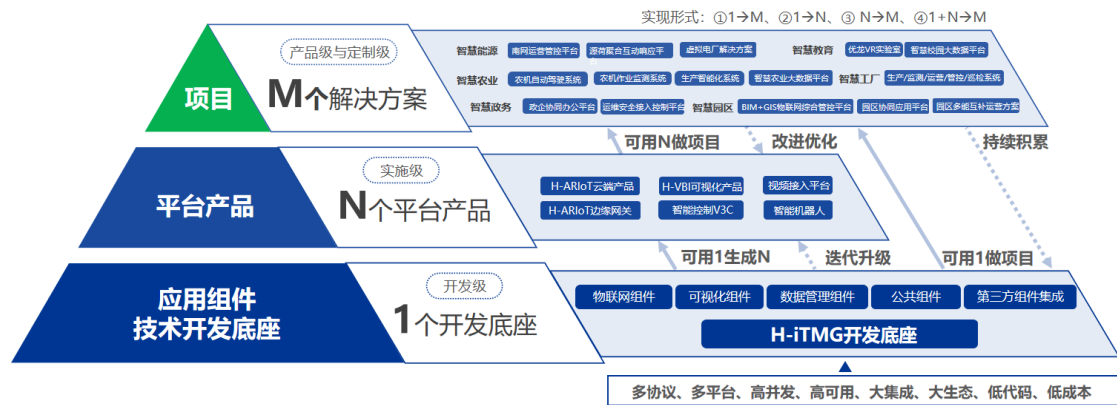 实现形式：①1→M、②1→N、③ N→M、④1+N→M
项目
产品级与定制级
M个解决方案
智慧能源 南网运营管控平台 源荷聚合互动响应平台 虚拟电厂解决方案 智慧教育 优龙VR实验室 智慧校园大数据平台
智慧农业 农机自动驾驶系统 农机作业监测系统 生产智能化系统 智慧农业大数据平台 智慧工厂 生产/监测/运营/管控/巡检系统
智慧政务 政企协同办公平台 运维安全接入控制平台 智慧园区 BIM+GIS物联网综合管控平台 园区协同应用平台 园区多能互补运营方案
可用N做项目 改进优化 持续积累
平台产品
实施级
N个平台产品
H-ARIoT云端产品 H-VBI可视化产品 视频接入平台
H-ARIoT边缘网关 智能控制V3C 智能机器人
可用1生成N 迭代升级 可用1做项目
应用组件
技术开发底座
开发级
1个开发底座
物联网组件 可视化组件 数据管理组件 公共组件 第三方组件集成
H-iTMG开发底座
多协议、多平台、高并发、高可用、大集成、大生态、低代码、低成本